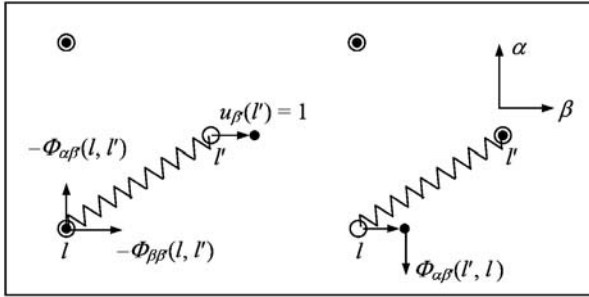 α
u_β'(l') = 1
β
−Φ_αβ'(l, l')
l'
l'
l
−Φ_ββ'(l, l')
l
Φ_αβ'(l', l)